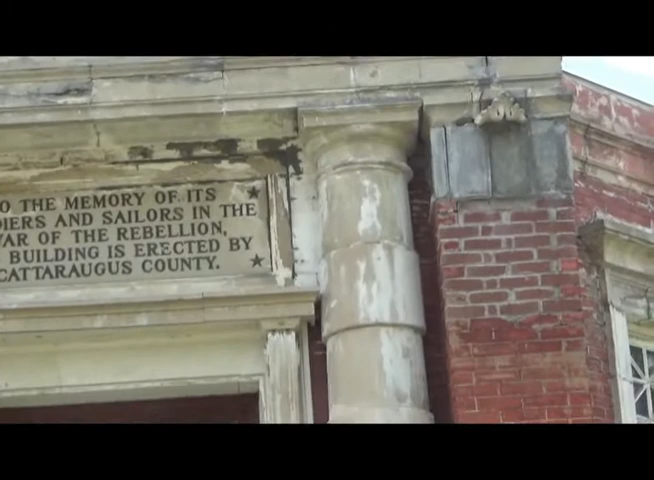 O THE MEMORY OF ITS
DIERS AND SAILORS IN THE
WAR OF THE REBELLION,
BUILDING IS ERECTED BY
CATTARAUGUS COUNTY.